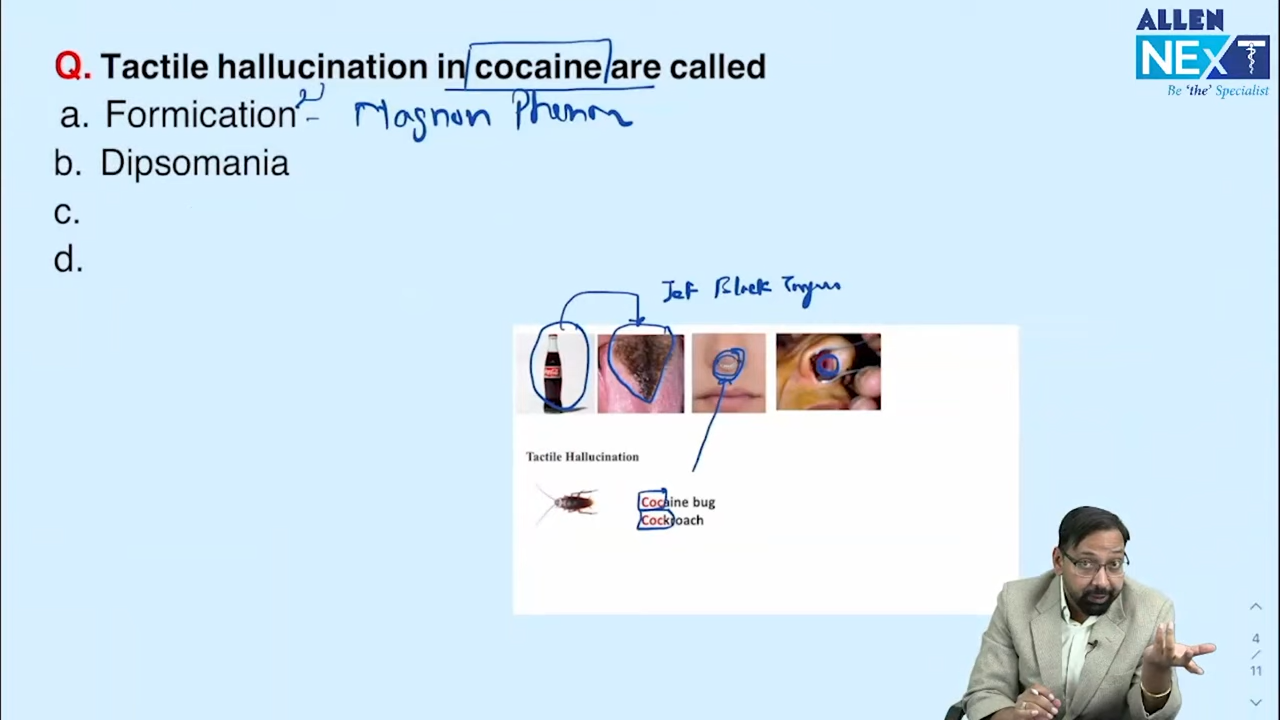 ALLEN
NEXT
Be 'the' Specialist
Q. Tactile hallucination in cocaine are called
a. Formication - Magnon Phenom
b. Dipsomania
c.
d.
Jet Black Tongue
Tactile Hallucination
Cocaine bug
Cockroach
4
/
11